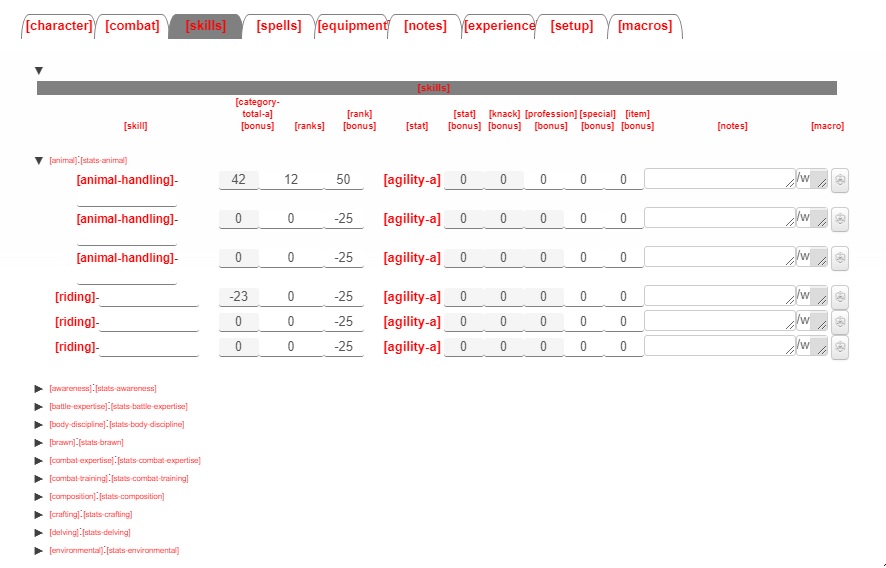 [character] [combat] [skills] [spells] [equipment] [notes] [experience [setup] [macros]
▼
[skills]
[category-
total-a] [rank] [stat] [knack] [profession] [special] [item]
[skill] [bonus] [ranks] [bonus] [stat] [bonus] [bonus] [bonus] [bonus] [bonus] [notes] [macro]
▼ [animal]:[stats-animal]
[animal-handling]- 42 12 50 [agility-a] 0 0 0 0 0 /w
[animal-handling]- 0 0 -25 [agility-a] 0 0 0 0 0 /w
[animal-handling]- 0 0 -25 [agility-a] 0 0 0 0 0 /w
[riding]- -23 0 -25 [agility-a] 0 0 0 0 0 /w
[riding]- 0 0 -25 [agility-a] 0 0 0 0 0 /w
[riding]- 0 0 -25 [agility-a] 0 0 0 0 0 /w
▶ [awareness]:[stats-awareness]
▶ [battle-expertise]:[stats-battle-expertise]
▶ [body-discipline]:[stats-body-discipline]
▶ [brawn]:[stats-brawn]
▶ [combat-expertise]:[stats-combat-expertise]
▶ [combat-training]:[stats-combat-training]
▶ [composition]:[stats-composition]
▶ [crafting]:[stats-crafting]
▶ [delving]:[stats-delving]
▶ [environmental]:[stats-environmental]